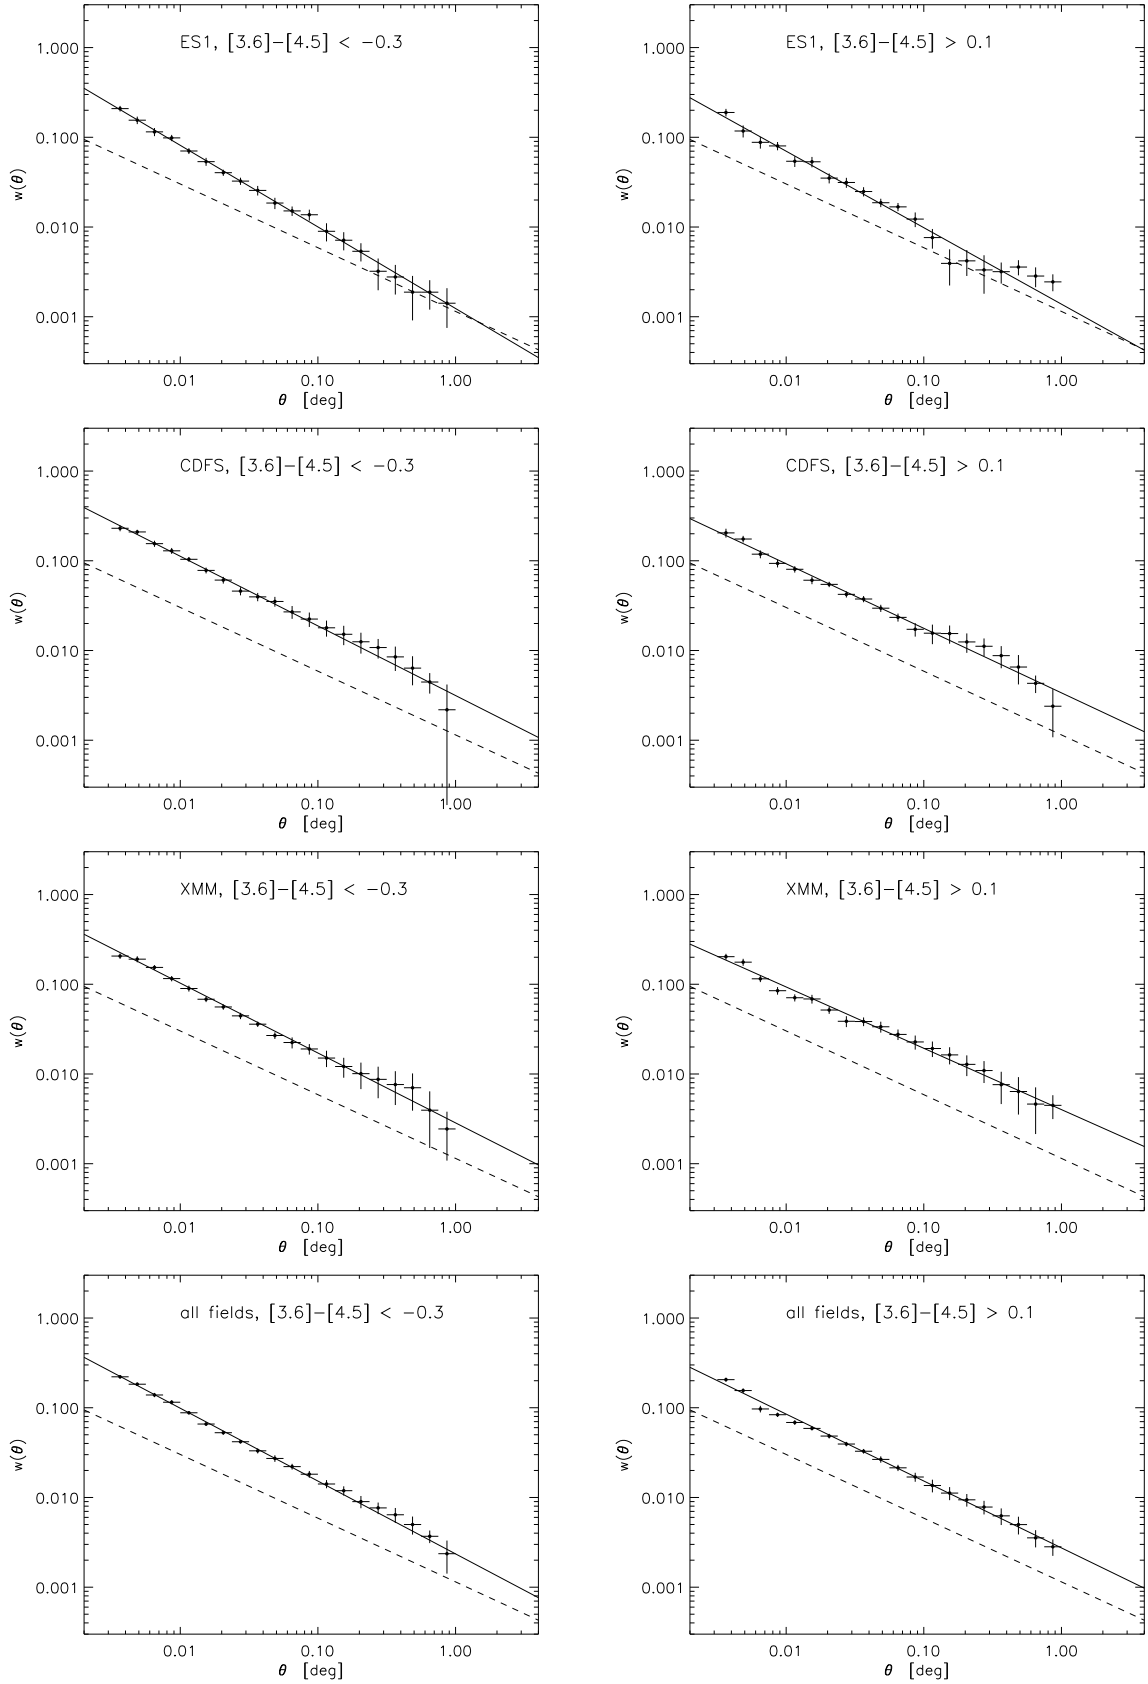 ES1, [3.6]−[4.5] < −0.3
1.000
0.100
0.010
0.001
w(θ)
0.01 0.10 1.00
θ [deg]
ES1, [3.6]−[4.5] > 0.1
1.000
0.100
0.010
0.001
w(θ)
0.01 0.10 1.00
θ [deg]
CDFS, [3.6]−[4.5] < −0.3
1.000
0.100
0.010
0.001
w(θ)
0.01 0.10 1.00
θ [deg]
CDFS, [3.6]−[4.5] > 0.1
1.000
0.100
0.010
0.001
w(θ)
0.01 0.10 1.00
θ [deg]
XMM, [3.6]−[4.5] < −0.3
1.000
0.100
0.010
0.001
w(θ)
0.01 0.10 1.00
θ [deg]
XMM, [3.6]−[4.5] > 0.1
1.000
0.100
0.010
0.001
w(θ)
0.01 0.10 1.00
θ [deg]
all fields, [3.6]−[4.5] < −0.3
1.000
0.100
0.010
0.001
w(θ)
0.01 0.10 1.00
θ [deg]
all fields, [3.6]−[4.5] > 0.1
1.000
0.100
0.010
0.001
w(θ)
0.01 0.10 1.00
θ [deg]